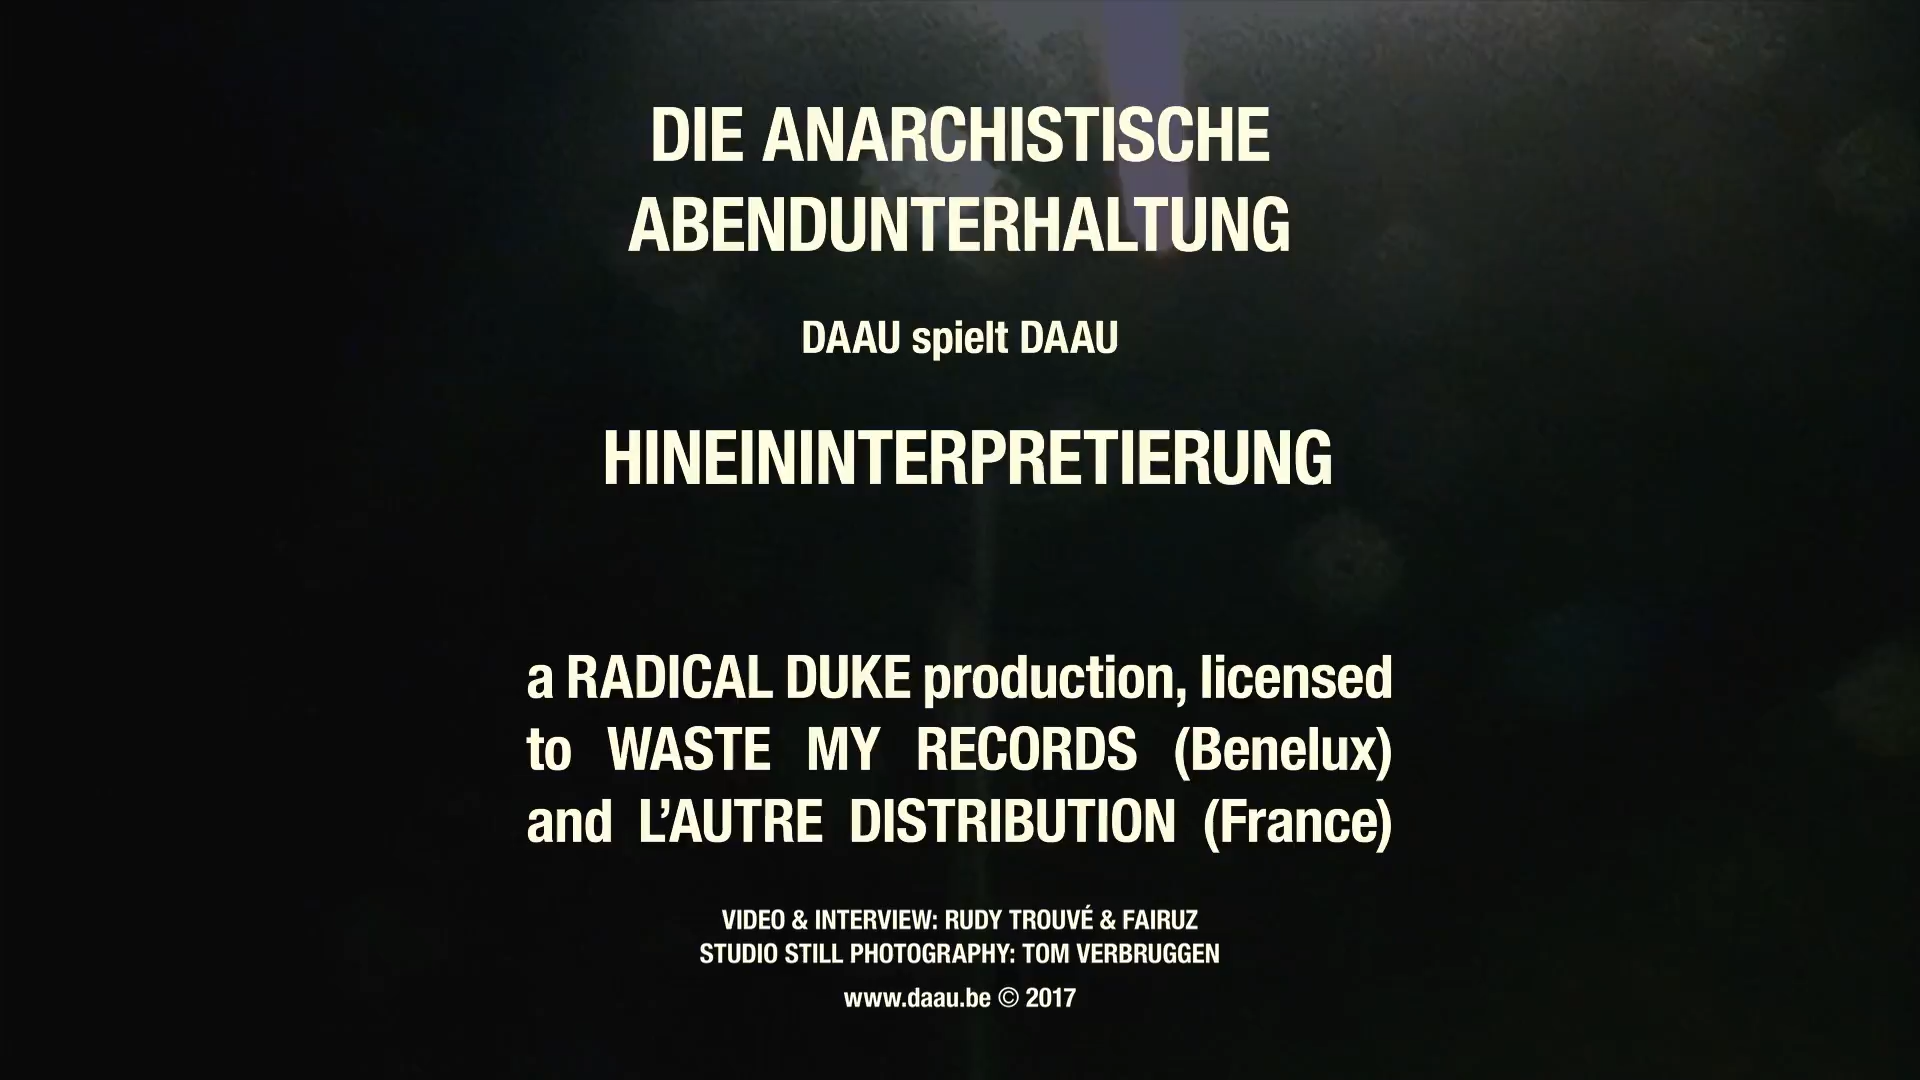 DIE ANARCHISTISCHE
ABENDUNTERHALTUNG
DAAU spielt DAAU
HINEININTERPRETIERUNG
a RADICAL DUKE production, licensed
to WASTE MY RECORDS (Benelux)
and L’AUTRE DISTRIBUTION (France)
VIDEO & INTERVIEW: RUDY TROUVÉ & FAIRUZ
STUDIO STILL PHOTOGRAPHY: TOM VERBRUGGEN
www.daau.be © 2017